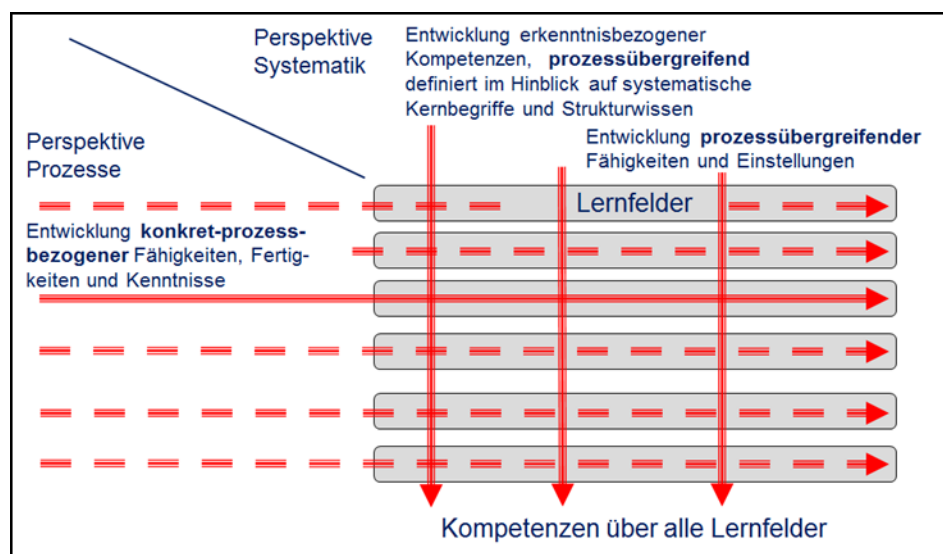 Perspektive
Systematik
Entwicklung erkenntnisbezogener
Kompetenzen, prozessübergreifend
definiert im Hinblick auf systematische
Kernbegriffe und Strukturwissen
Perspektive
Prozesse
Entwicklung prozessübergreifender
Fähigkeiten und Einstellungen
Lernfelder
Entwicklung konkret-prozess-
bezogener Fähigkeiten, Fertig-
keiten und Kenntnisse
Kompetenzen über alle Lernfelder